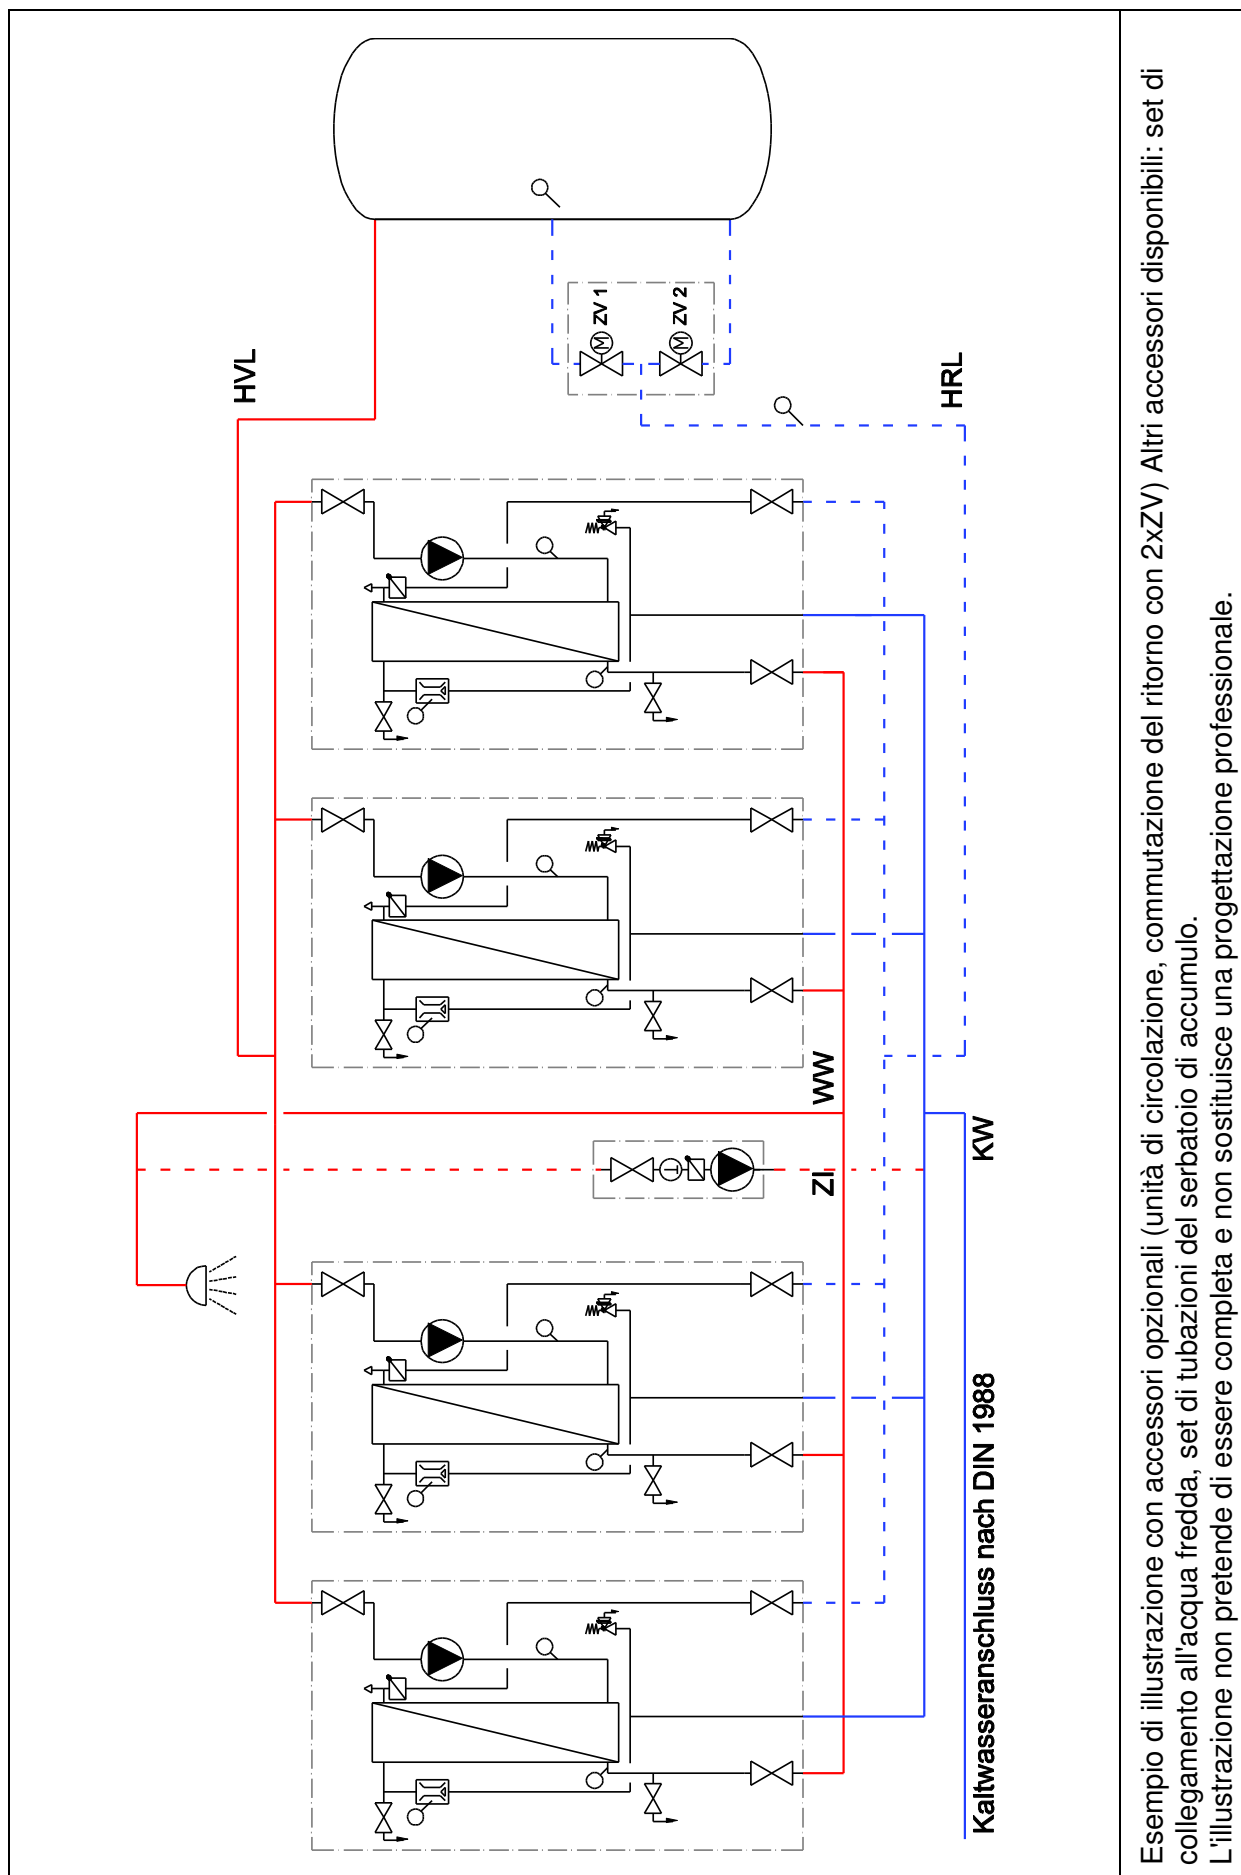 HVL
ZV 1
M
ZV 2
M
HRL
WW
ZI
KW
T
Kaltwasseranschluss nach DIN 1988
Esempio di illustrazione con accessori opzionali (unità di circolazione, commutazione del ritorno con 2xZV) Altri accessori disponibili: set di
collegamento all'acqua fredda, set di tubazioni del serbatoio di accumulo.
L'illustrazione non pretende di essere completa e non sostituisce una progettazione professionale.